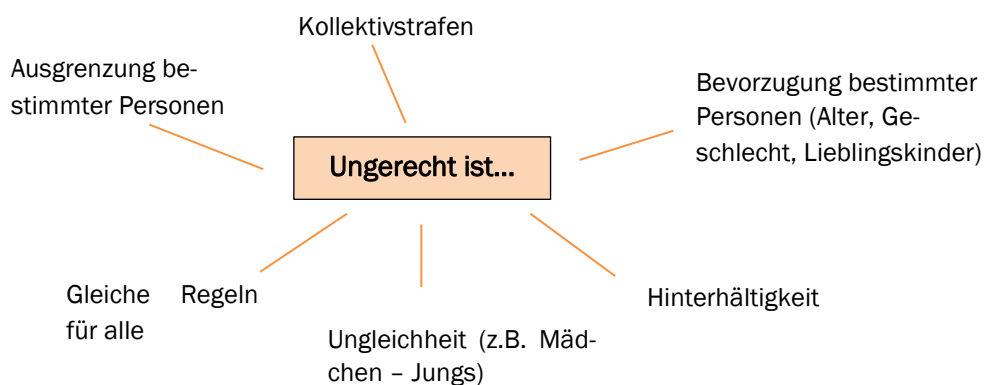 Kollektivstrafen
Ausgrenzung be-
stimmter Personen
Bevorzugung bestimmter
Personen (Alter, Ge-
schlecht, Lieblingskinder)
Ungerecht ist...
Gleiche Regeln
für alle
Hinterhältigkeit
Ungleichheit (z.B. Mäd-
chen – Jungs)